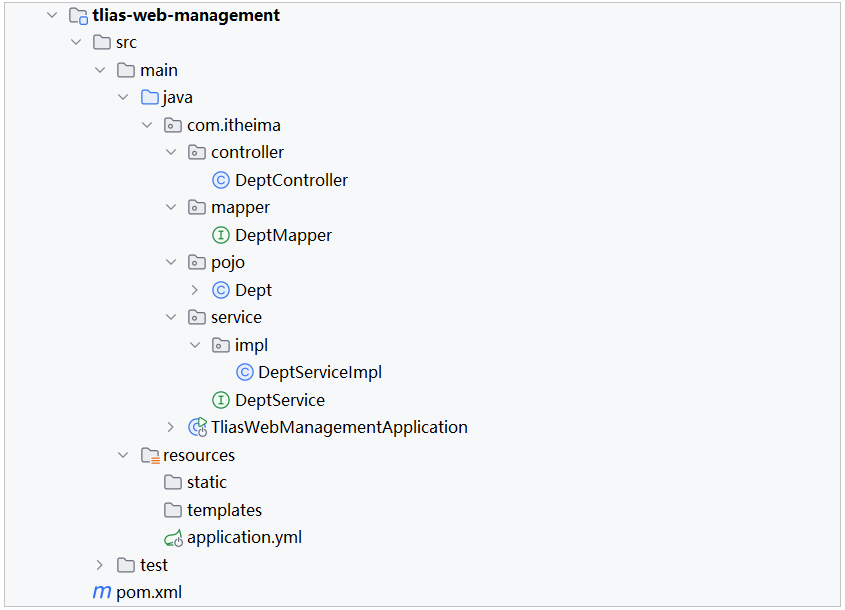 tlias-web-management
src
main
java
com.itheima
controller
DeptController
mapper
DeptMapper
pojo
Dept
service
impl
DeptServiceImpl
DeptService
TliasWebManagementApplication
resources
static
templates
application.yml
test
pom.xml